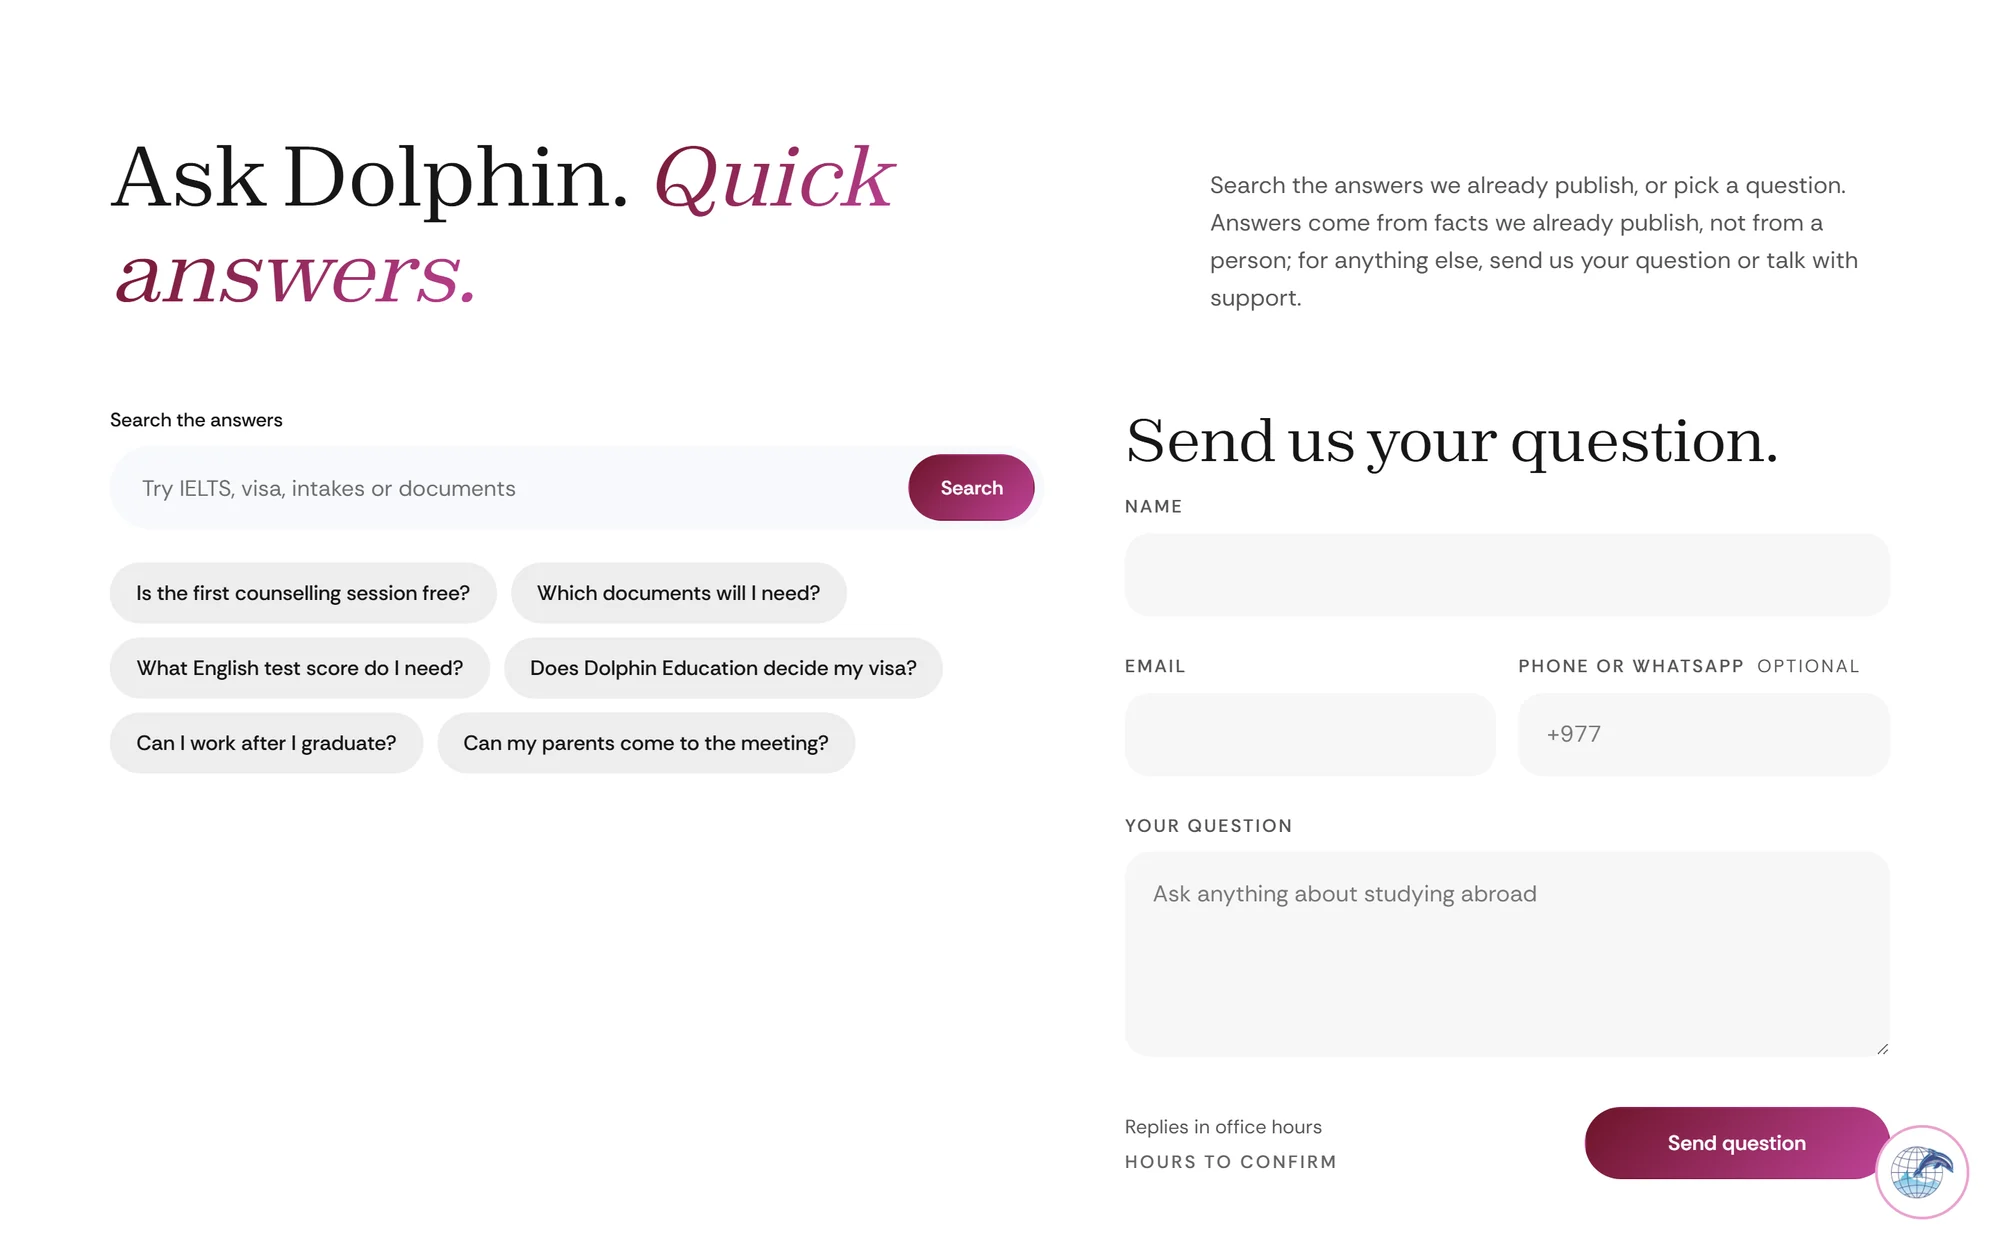 Ask Dolphin. Quick
answers.
Search the answers we already publish, or pick a question.
Answers come from facts we already publish, not from a
person; for anything else, send us your question or talk with
support.
Search the answers
Try IELTS, visa, intakes or documents
Search
Is the first counselling session free?
Which documents will I need?
What English test score do I need?
Does Dolphin Education decide my visa?
Can I work after I graduate?
Can my parents come to the meeting?
Send us your question.
NAME
EMAIL
PHONE OR WHATSAPP OPTIONAL
+977
YOUR QUESTION
Ask anything about studying abroad
Replies in office hours
HOURS TO CONFIRM
Send question